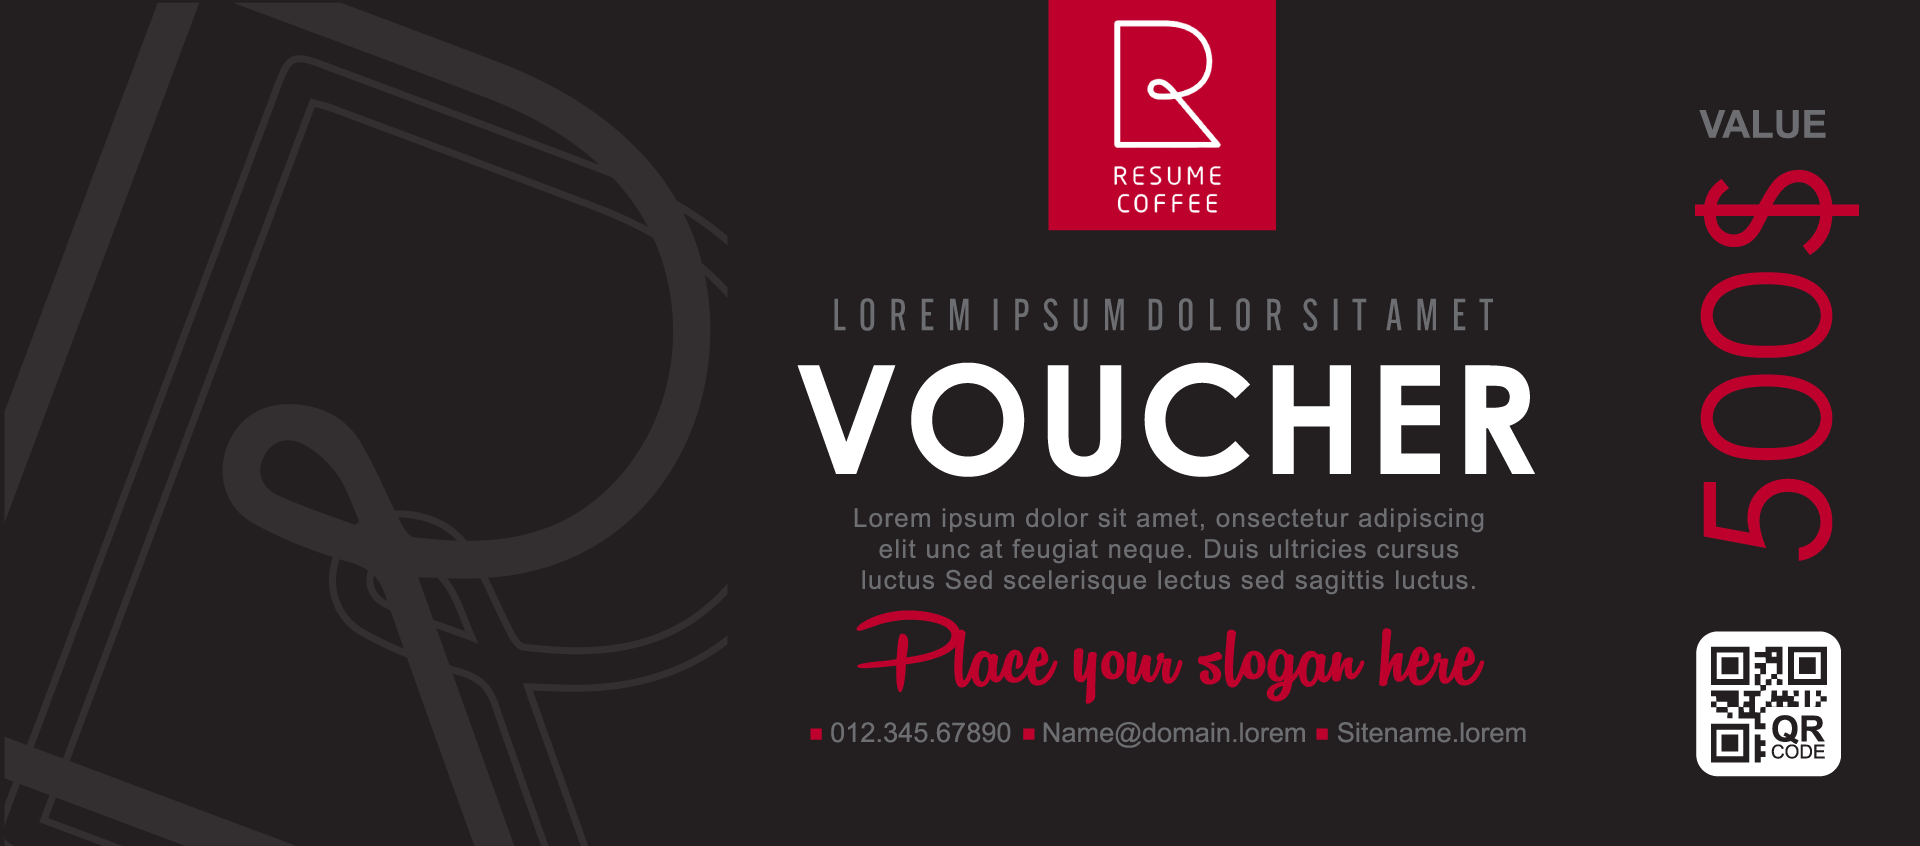 RESUME
COFFEE
LOREM IPSUM DOLOR SIT AMET
VOUCHER
Lorem ipsum dolor sit amet, onsectetur adipiscing
elit unc at feugiat neque. Duis ultricies cursus
luctus Sed scelerisque lectus sed sagittis luctus.
Place your slogan here
012.345.67890 Name@domain.lorem Sitename.lorem
VALUE
500$
QR
CODE